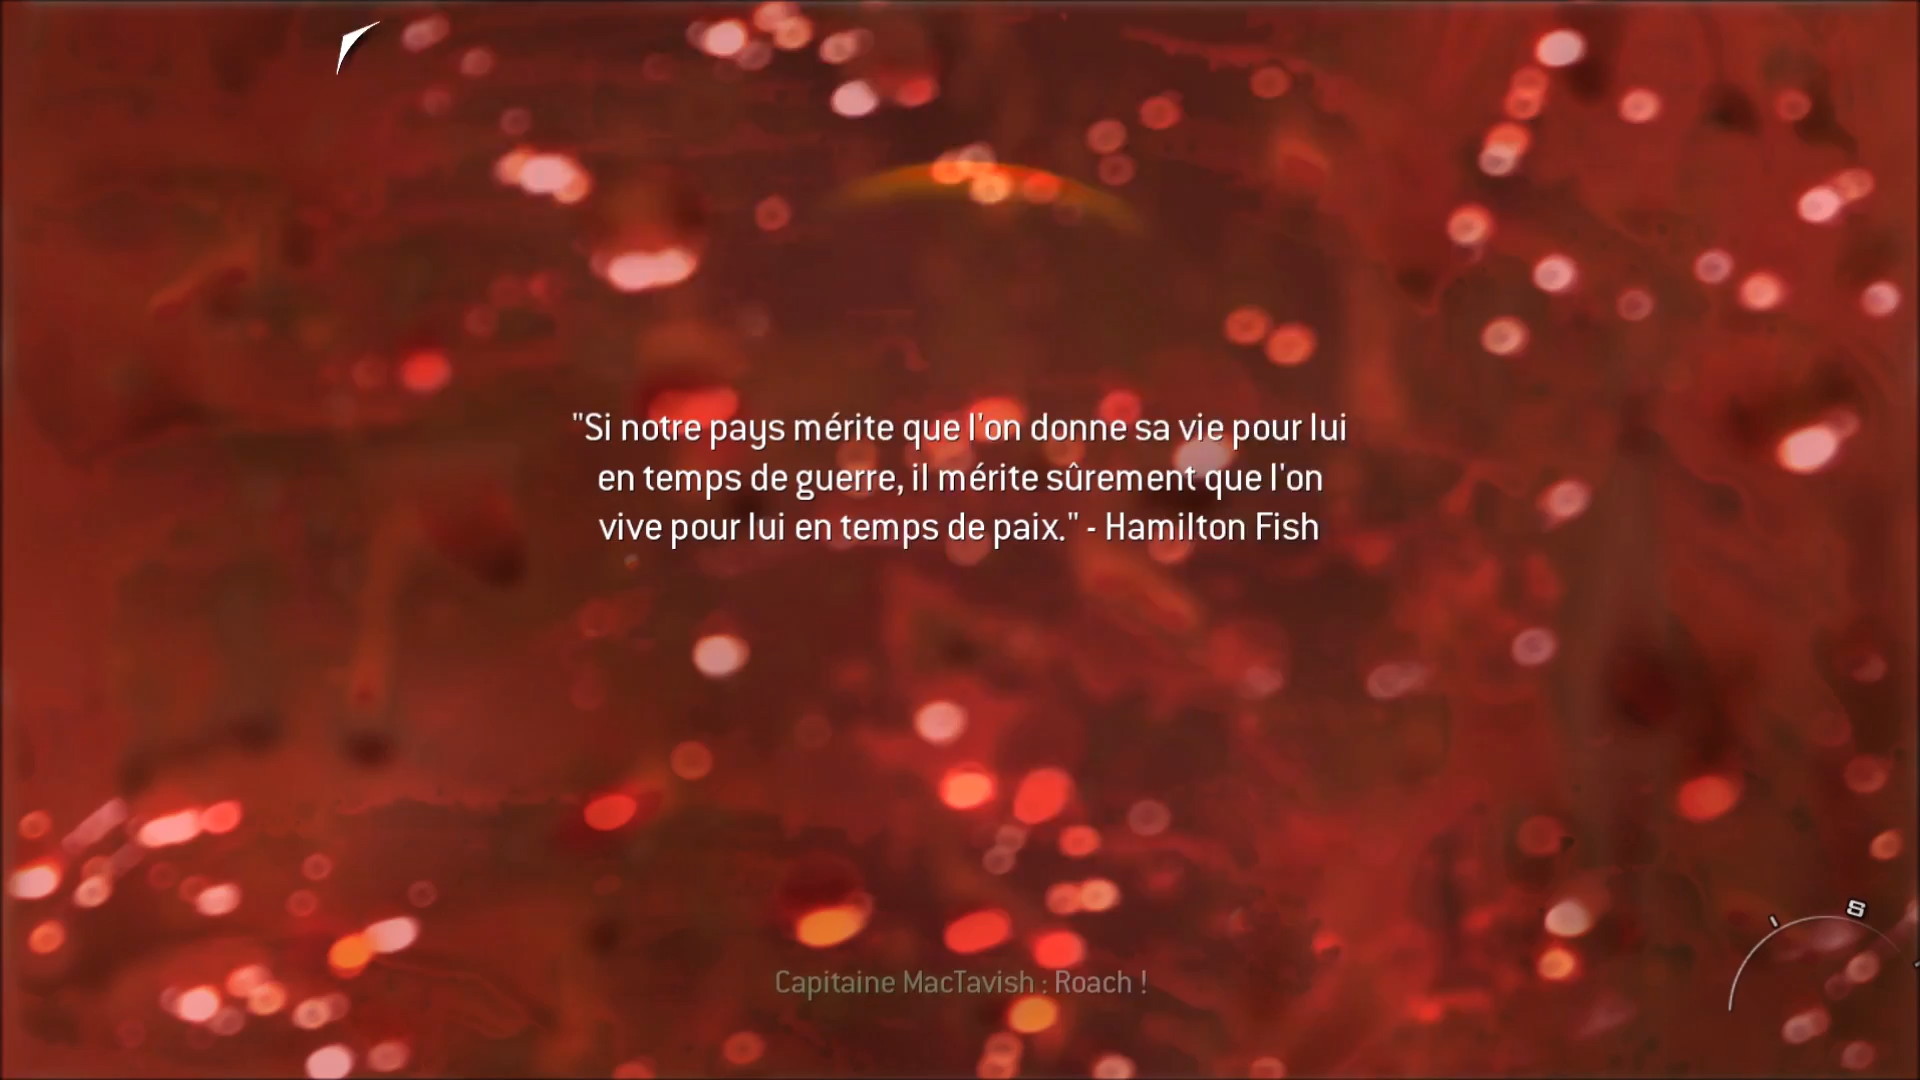 "Si notre pays mérite que l'on donne sa vie pour lui
en temps de guerre, il mérite sûrement que l'on
vive pour lui en temps de paix." - Hamilton Fish
Capitaine MacTavish : Roach !
S